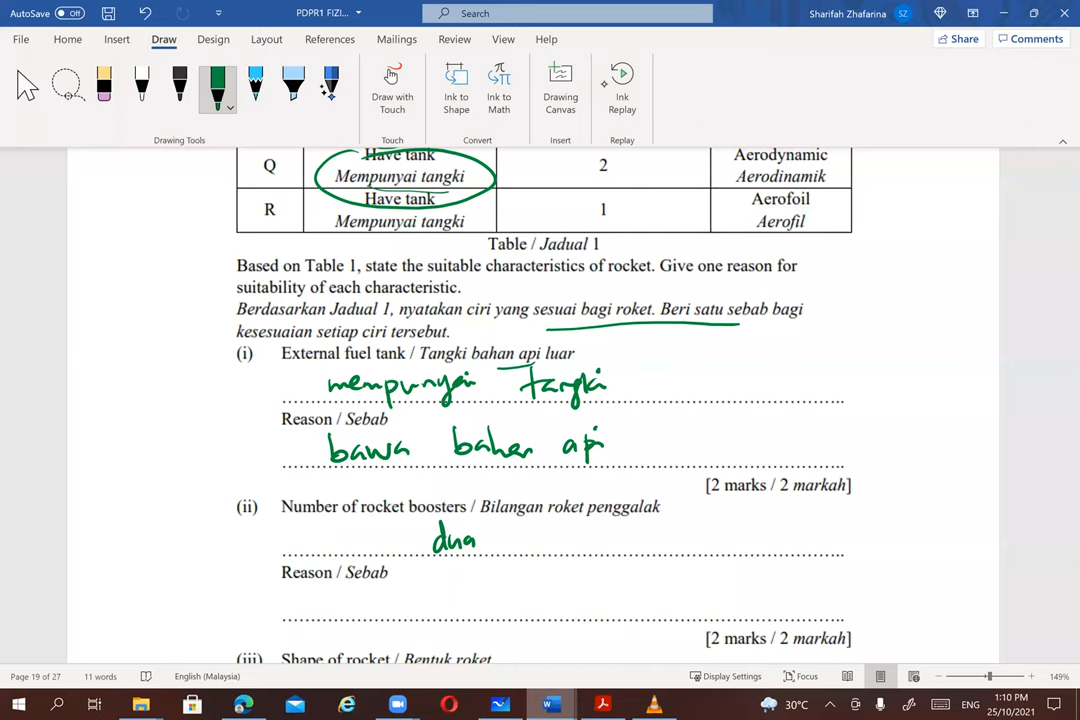 AutoSave Off PDPR1 FIZI... Search Sharifah Zhafarina SZ
File Home Insert Draw Design Layout References Mailings Review View Help Share Comments
Draw with Touch Ink to Shape Ink to Math Drawing Canvas Ink Replay
Drawing Tools Touch Convert Insert Replay
Q Have tank 2 Aerodynamic
Mempunyai tangki Aerodinamik
R Have tank 1 Aerofoil
Mempunyai tangki Aerofil
Table / Jadual 1
Based on Table 1, state the suitable characteristics of rocket. Give one reason for
suitability of each characteristic.
Berdasarkan Jadual 1, nyatakan ciri yang sesuai bagi roket. Beri satu sebab bagi
kesesuaian setiap ciri tersebut.
(i) External fuel tank / Tangki bahan api luar
mempunyai Tangki
Reason / Sebab
bawa bahan api
[2 marks / 2 markah]
(ii) Number of rocket boosters / Bilangan roket penggalak
dua
Reason / Sebab
[2 marks / 2 markah]
(iii) Shape of rocket / Bentuk roket
Page 19 of 27 11 words English (Malaysia) Display Settings Focus 149%
30°C ENG 1:10 PM
25/10/2021